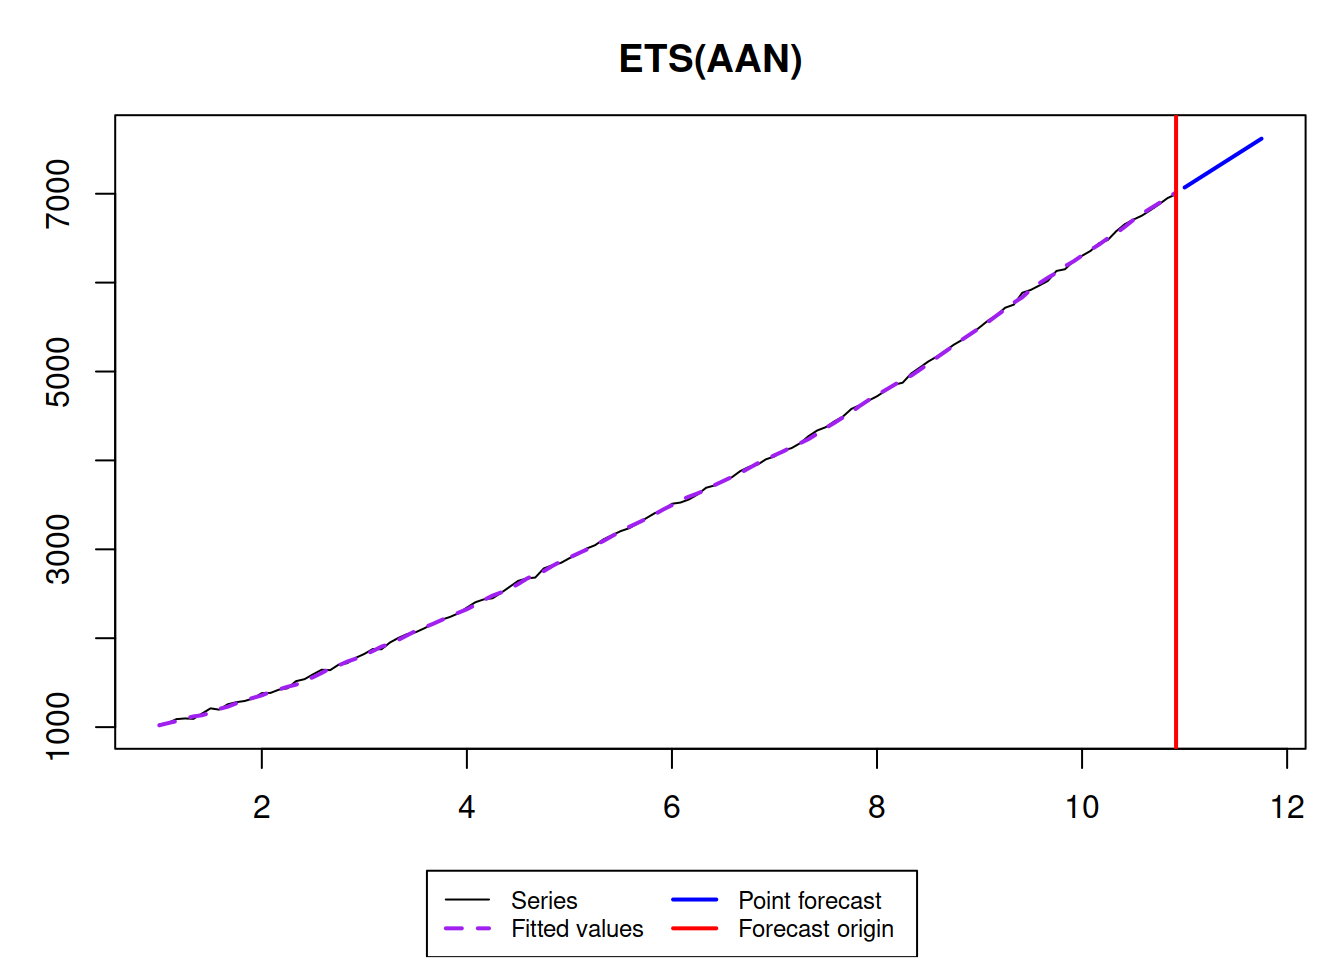 ETS(AAN)
7000
5000
3000
1000
2 4 6 8 10 12
Series Point forecast
Fitted values Forecast origin